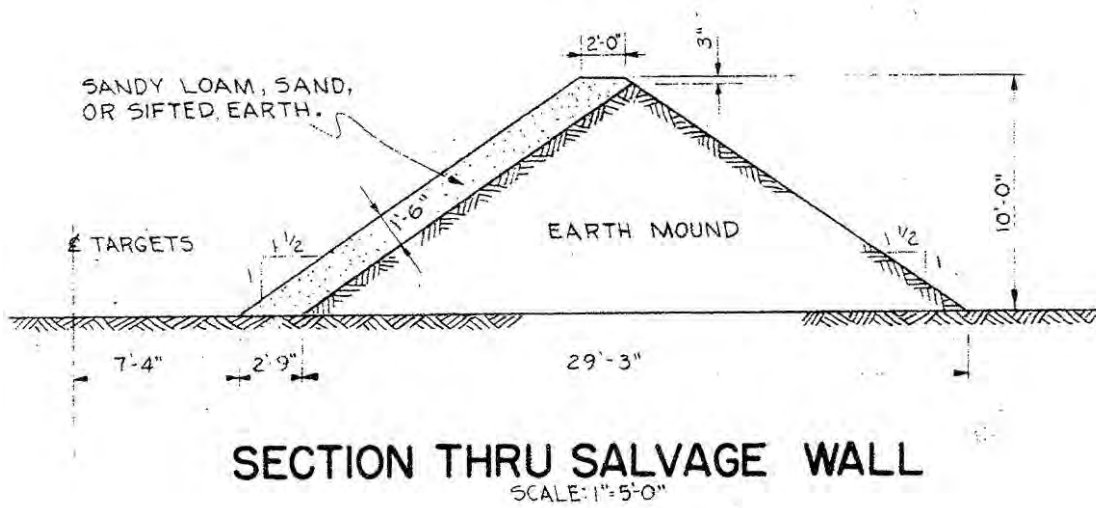 2'-0"
3"
SANDY LOAM, SAND,
OR SIFTED EARTH.
1'-6"
10'-0"
℄ TARGETS
1 1/2
1
EARTH MOUND
1 1/2
1
7'-4"
2'-9"
29'-3"
SECTION THRU SALVAGE WALL
SCALE: 1"=5'-0"